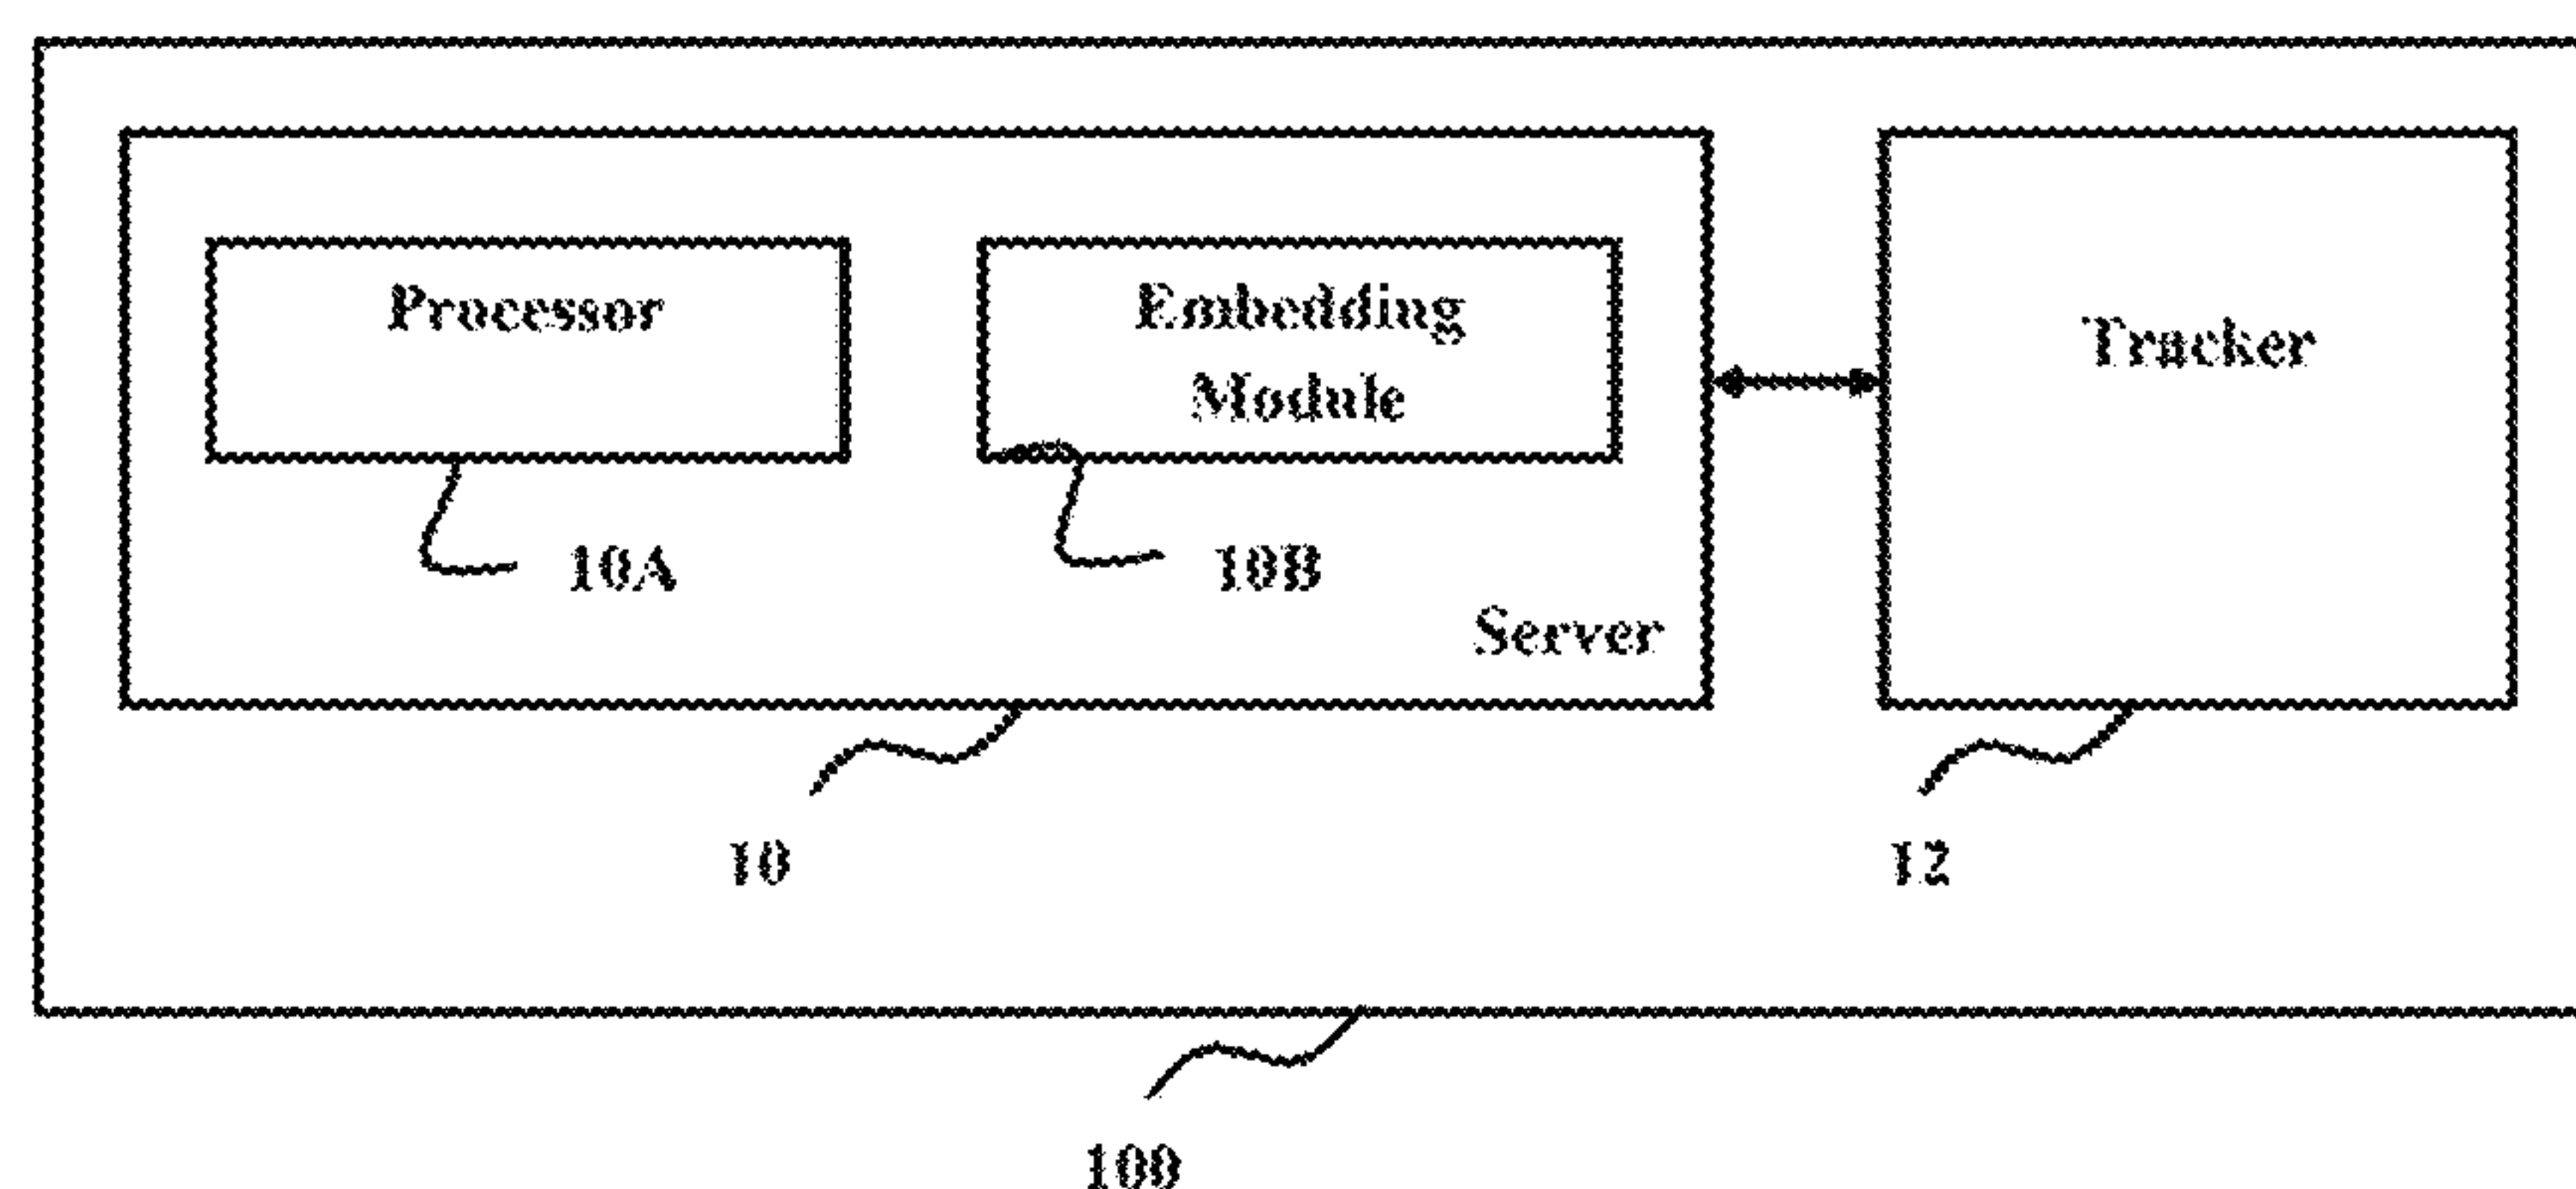 Processor
Embedding
Module
Tracker
10A
10B
Server
10
12
100